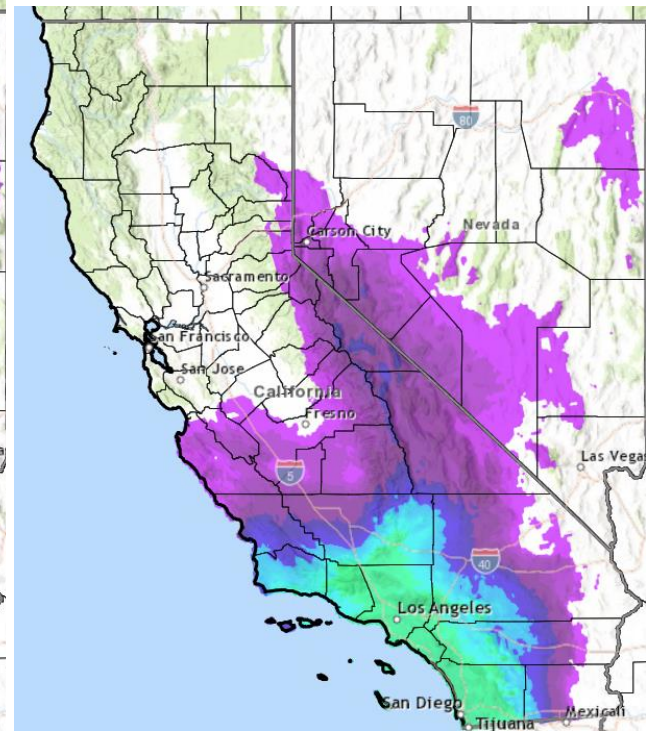 80
Nevada
Carson City
Sacramento
San Francisco
San Jose
California
Fresno
5
Las Vegas
40
Los Angeles
San Diego
Mexicali
Tijuana